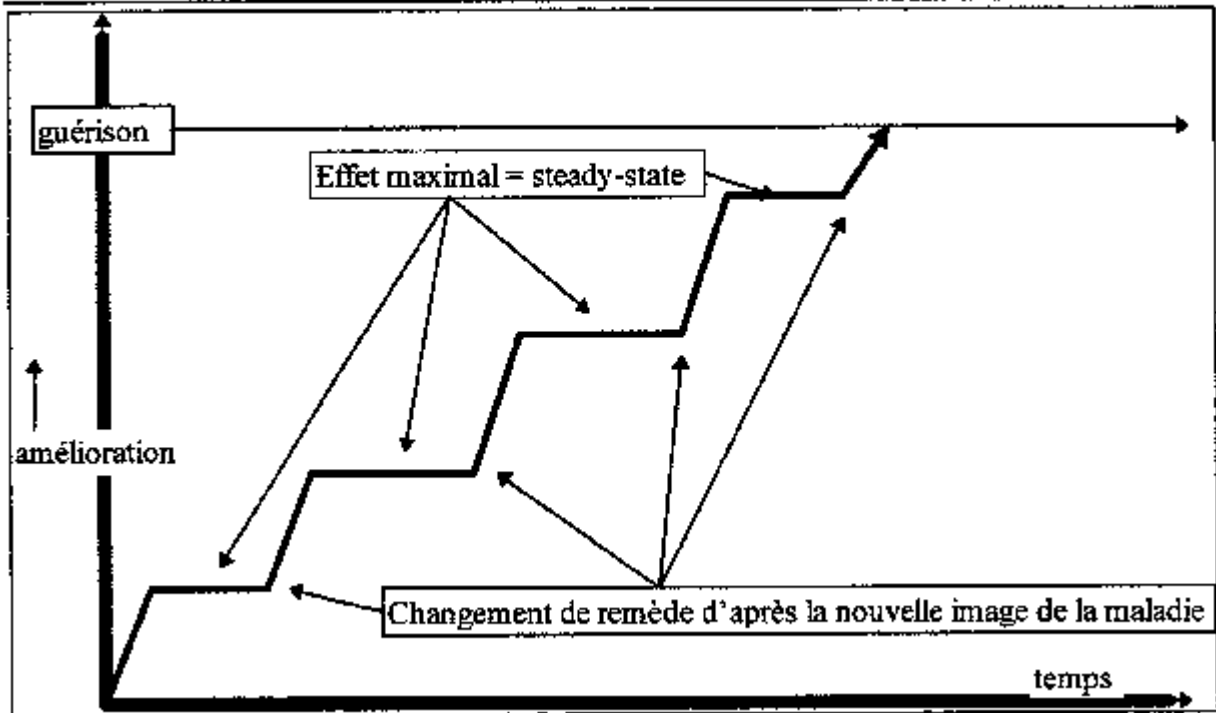 guérison
Effet maximal = steady-state
amélioration
Changement de remède d'après la nouvelle image de la maladie
temps